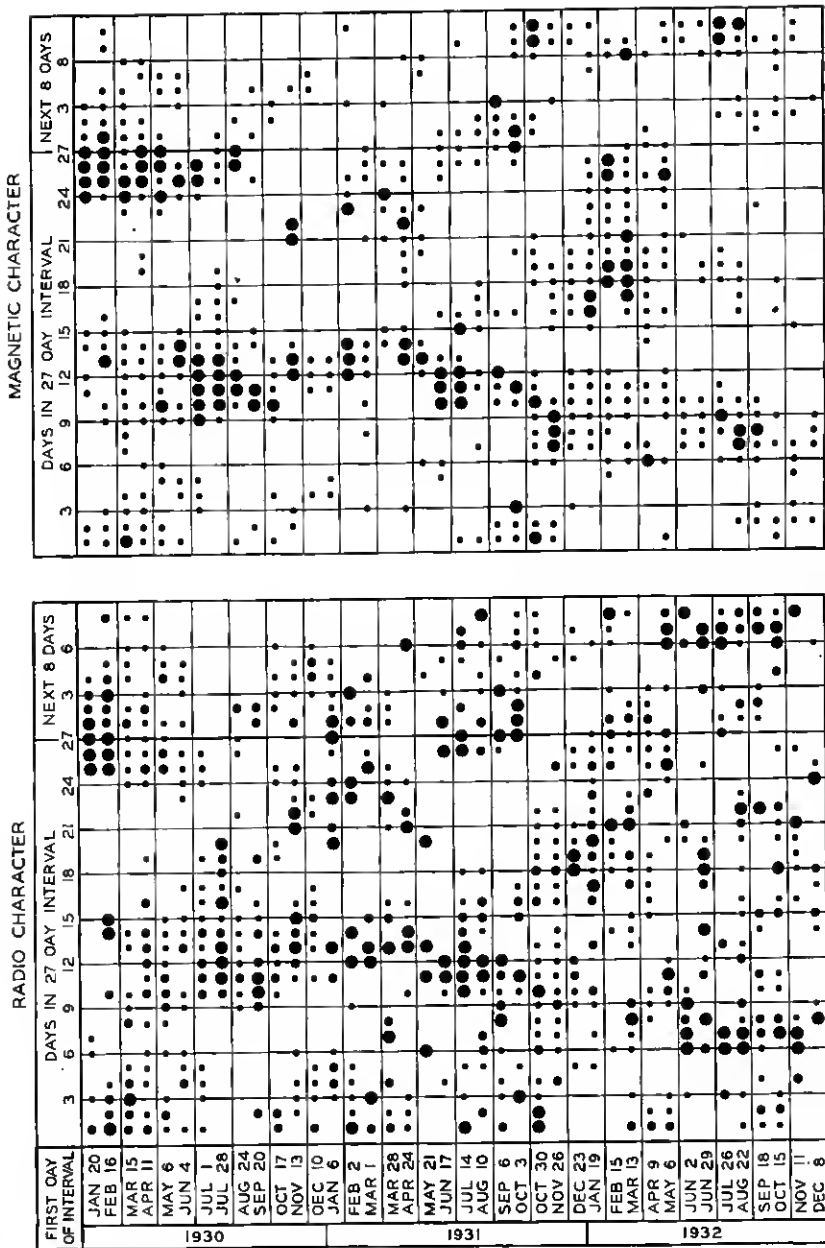 RADIO CHARACTER
FIRST DAY
OF INTERVAL
DAYS IN 27 DAY INTERVAL
NEXT 8 DAYS
3 6 9 12 15 18 21 24 27 3 6
MAGNETIC CHARACTER
DAYS IN 27 DAY INTERVAL
NEXT 8 DAYS
3 6 9 12 15 18 21 24 27 3 8
1930
JAN 20
FEB 16
MAR 15
APR 11
MAY 6
JUN 4
JUL 1
JUL 28
AUG 24
SEP 20
OCT 17
NOV 13
DEC 10
1931
JAN 6
FEB 2
MAR 1
MAR 28
APR 24
MAY 21
JUN 17
JUL 14
AUG 10
SEP 6
OCT 3
OCT 30
NOV 26
DEC 23
1932
JAN 19
FEB 15
MAR 13
APR 9
MAY 6
JUN 2
JUN 29
JUL 26
AUG 22
SEP 18
OCT 15
NOV 11
DEC 8